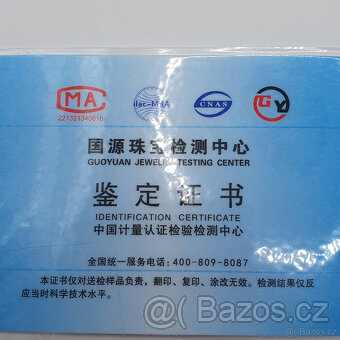 MA
ilac-MRA
CNAS
GY
221321340615
国源珠宝检测中心
GUOYUAN JEWELRY TESTING CENTER
鉴定证书
IDENTIFICATION CERTIFICATE
中国计量认证检验检测中心
全国统一服务电话:400-809-8087
本证书仅对送检样品负责，翻印、复印、涂改无效。检测结果仅反
应当时科学技术水平。
Bazos.cz